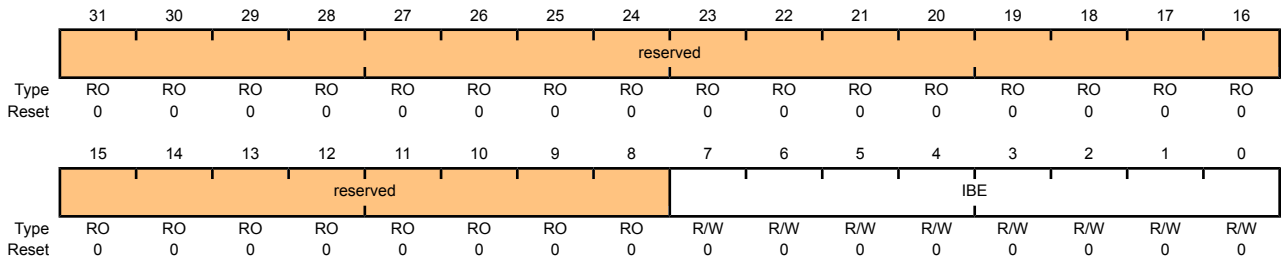 31 30 29 28 27 26 25 24 23 22 21 20 19 18 17 16
reserved
Type RO RO RO RO RO RO RO RO RO RO RO RO RO RO RO RO
Reset 0 0 0 0 0 0 0 0 0 0 0 0 0 0 0 0
15 14 13 12 11 10 9 8 7 6 5 4 3 2 1 0
reserved IBE
Type RO RO RO RO RO RO RO RO R/W R/W R/W R/W R/W R/W R/W R/W
Reset 0 0 0 0 0 0 0 0 0 0 0 0 0 0 0 0